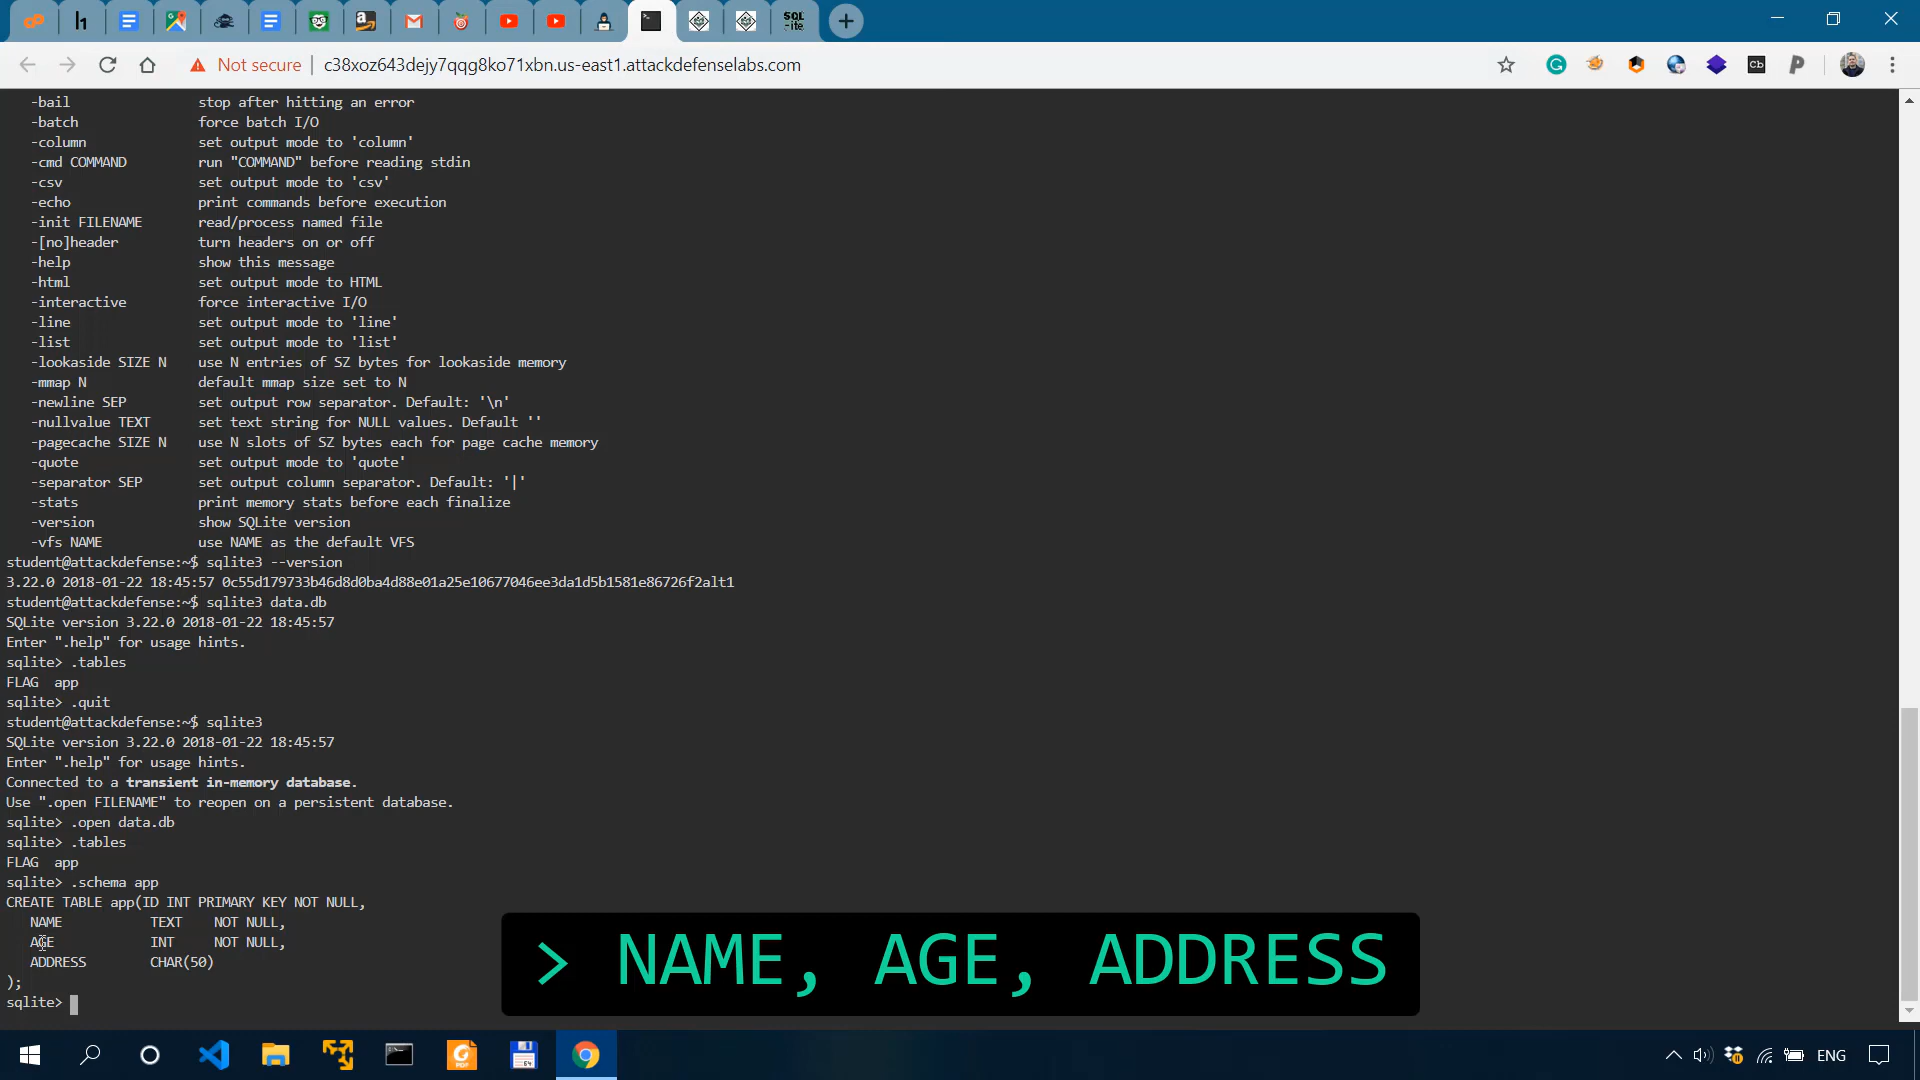 h
SQL
-ite
Not secure
c38xoz643dejy7qqg8ko71xbn.us-east1.attackdefenselabs.com
Cb
-bail stop after hitting an error
-batch force batch I/O
-column set output mode to 'column'
-cmd COMMAND run "COMMAND" before reading stdin
-csv set output mode to 'csv'
-echo print commands before execution
-init FILENAME read/process named file
-[no]header turn headers on or off
-help show this message
-html set output mode to HTML
-interactive force interactive I/O
-line set output mode to 'line'
-list set output mode to 'list'
-lookaside SIZE N use N entries of SZ bytes for lookaside memory
-mmap N default mmap size set to N
-newline SEP set output row separator. Default: '\n'
-nullvalue TEXT set text string for NULL values. Default ''
-pagecache SIZE N use N slots of SZ bytes each for page cache memory
-quote set output mode to 'quote'
-separator SEP set output column separator. Default: '|'
-stats print memory stats before each finalize
-version show SQLite version
-vfs NAME use NAME as the default VFS
student@attackdefense:~$ sqlite3 --version
3.22.0 2018-01-22 18:45:57 0c55d179733b46d8d0ba4d88e01a25e10677046ee3da1d5b1581e86726f2alt1
student@attackdefense:~$ sqlite3 data.db
SQLite version 3.22.0 2018-01-22 18:45:57
Enter ".help" for usage hints.
sqlite> .tables
FLAG app
sqlite> .quit
student@attackdefense:~$ sqlite3
SQLite version 3.22.0 2018-01-22 18:45:57
Enter ".help" for usage hints.
Connected to a transient in-memory database.
Use ".open FILENAME" to reopen on a persistent database.
sqlite> .open data.db
sqlite> .tables
FLAG app
sqlite> .schema app
CREATE TABLE app(ID INT PRIMARY KEY NOT NULL,
NAME TEXT NOT NULL,
AGE INT NOT NULL,
ADDRESS CHAR(50)
);
sqlite>
> NAME, AGE, ADDRESS
ENG